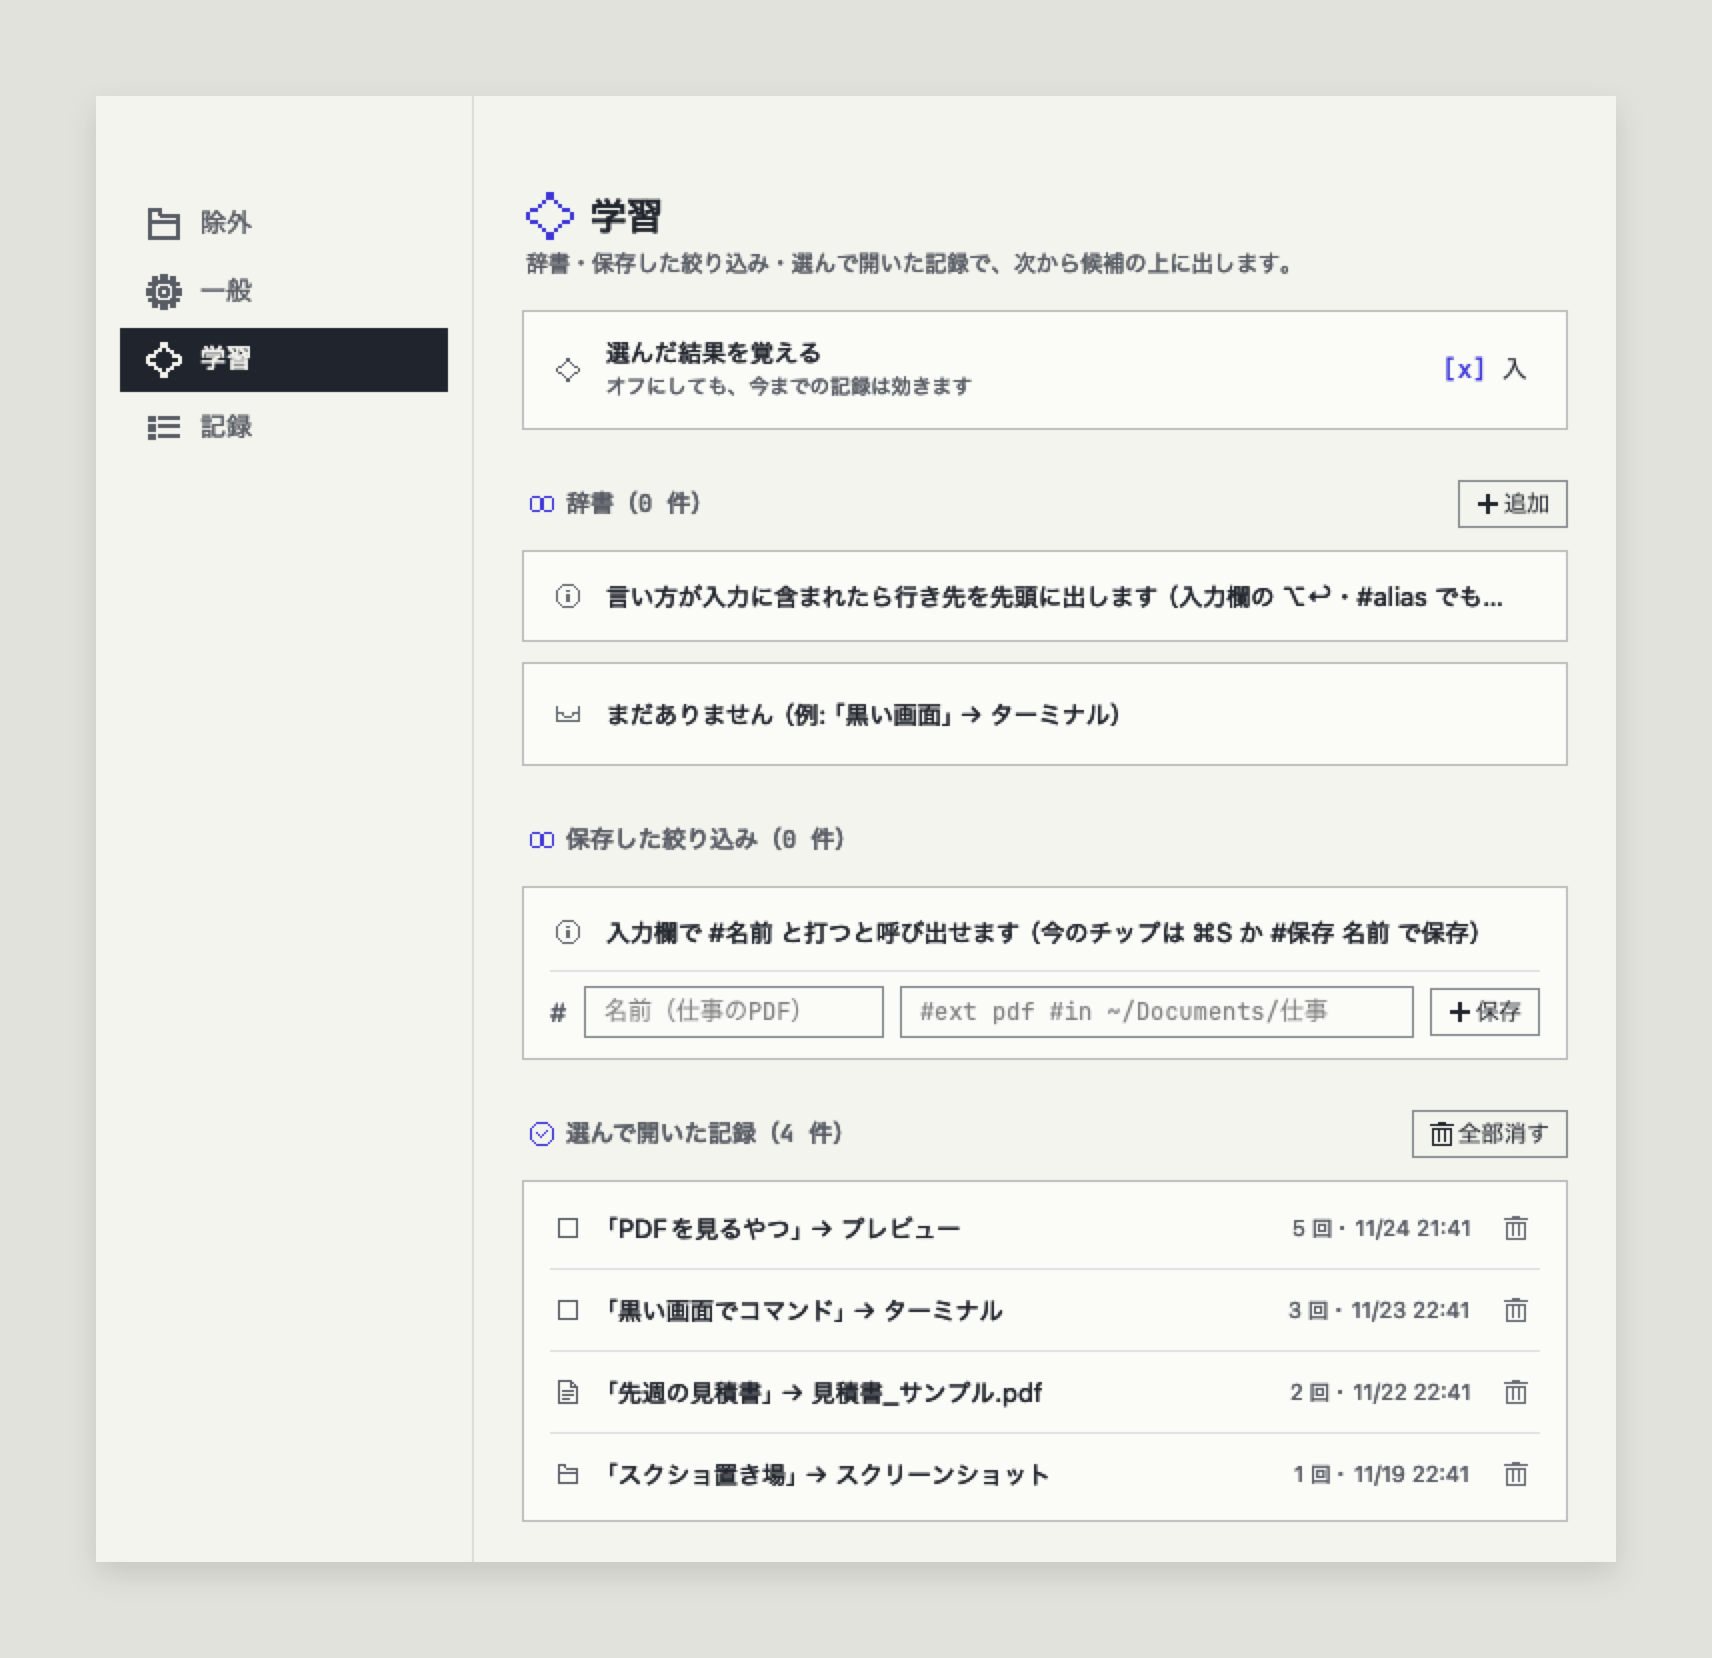 除外
一般
学習
記録
学習
辞書・保存した絞り込み・選んで開いた記録で、次から候補の上に出します。
選んだ結果を覚える
オフにしても、今までの記録は効きます
[x] 入
辞書（0 件）
追加
言い方が入力に含まれたら行き先を先頭に出します（入力欄の ⌥↩・#alias でも...
まだありません（例:「黒い画面」→ ターミナル）
保存した絞り込み（0 件）
入力欄で #名前 と打つと呼び出せます（今のチップは ⌘S か #保存 名前 で保存）
# 名前（仕事のPDF） #ext pdf #in ~/Documents/仕事 保存
選んで開いた記録（4 件）
全部消す
「PDFを見るやつ」→ プレビュー 5 回・11/24 21:41
「黒い画面でコマンド」→ ターミナル 3 回・11/23 22:41
「先週の見積書」→ 見積書_サンプル.pdf 2 回・11/22 22:41
「スクショ置き場」→ スクリーンショット 1 回・11/19 22:41